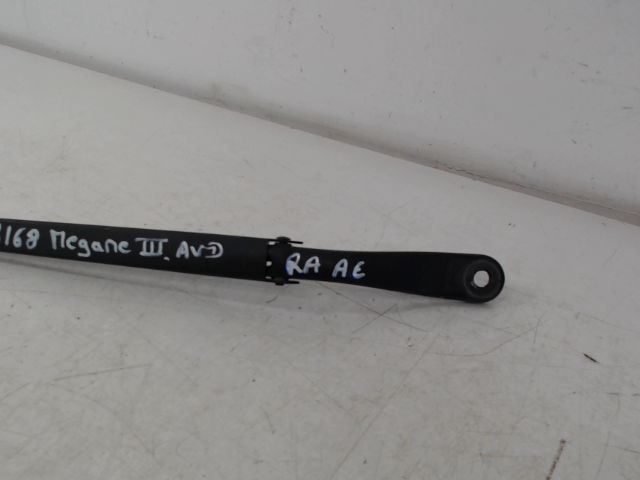 168 Megane III. AVD RA AE